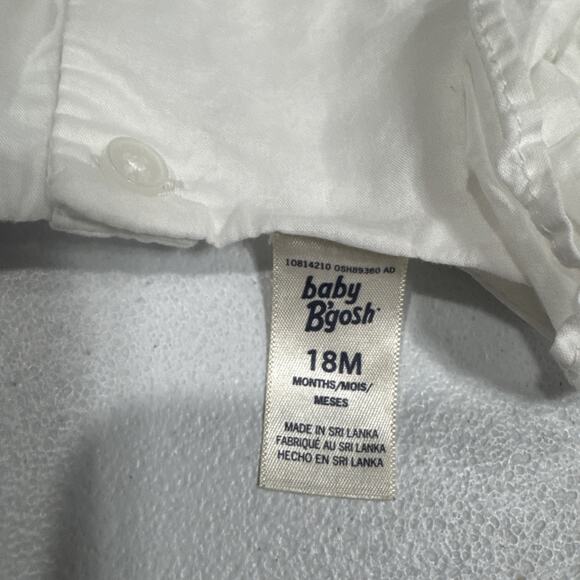 10814210 OSH89360 AD
baby
B'gosh
18M
MONTHS/MOIS/
MESES
MADE IN SRI LANKA
FABRIQUÉ AU SRI LANKA
HECHO EN SRI LANKA